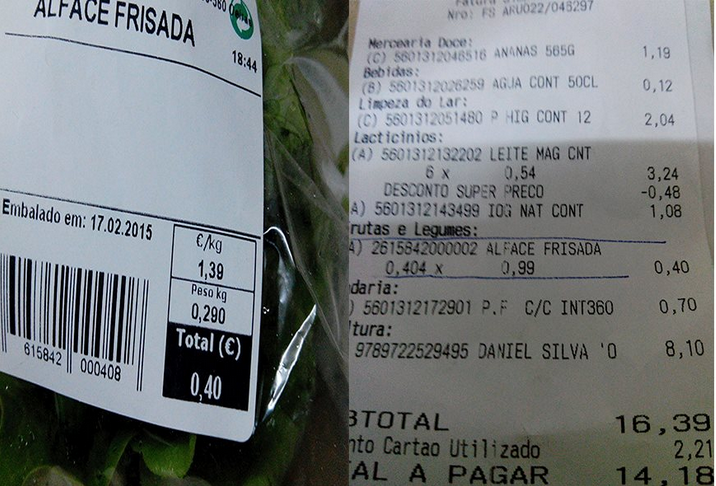 ALFACE FRISADA
18:44
Embalado em: 17.02.2015
€/kg
1,39
Peso kg
0,290
Total (€)
0,40
615842 000408
Nro: FS ARU022/048297
Mercearia Doce:
(C) 5601312048516 ANANAS 565G 1,19
Bebidas:
(B) 5601312026259 AGUA CONT 50CL 0,12
Limpeza do Lar:
(C) 5601312051480 P HIG CONT 12 2,04
Lacticinios:
(A) 5601312132202 LEITE MAG CNT
6 x 0,54 3,24
DESCONTO SUPER PRECO -0,48
A) 5601312143499 IOG NAT CONT 1,08
rutas e Legumes:
A) 2615842000002 ALFACE FRISADA
0,404 x 0,99 0,40
daria:
) 5601312172901 P.F C/C INT360 0,70
ltura:
9789722529495 DANIEL SILVA 'O 8,10
BTOTAL 16,39
nto Cartao Utilizado 2,21
AL A PAGAR 14,18